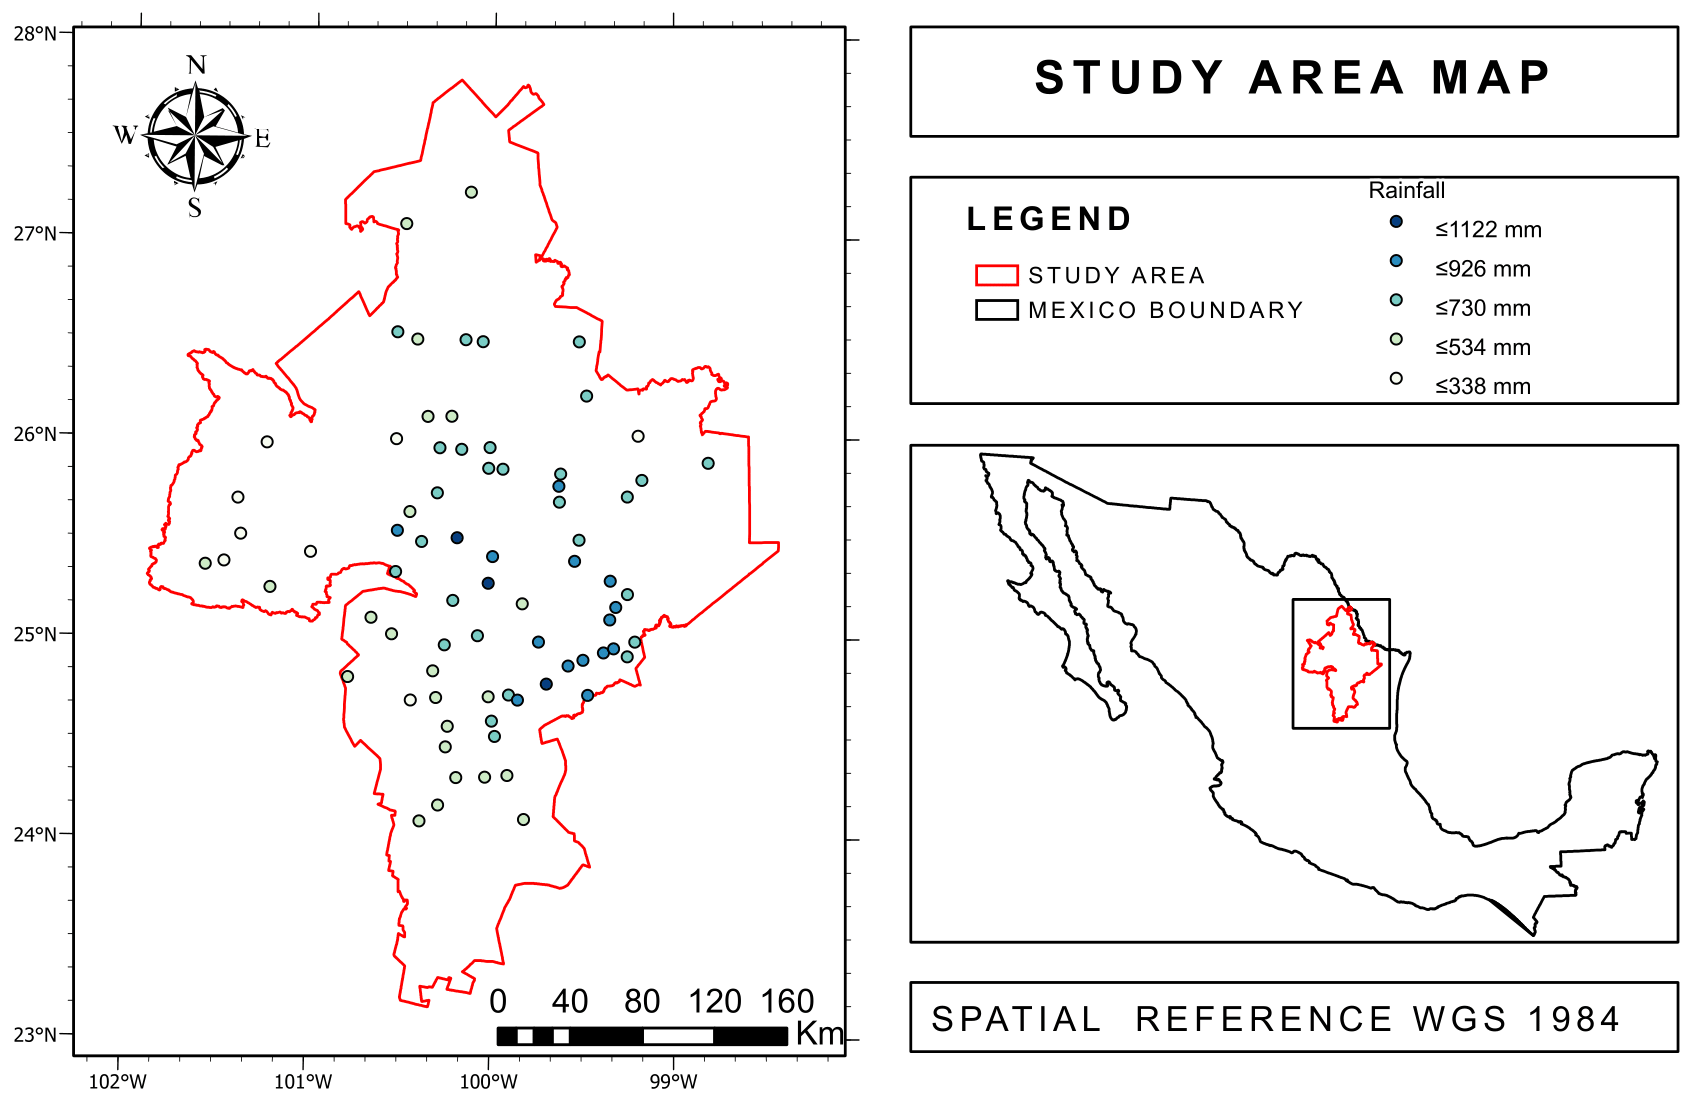 28°N
27°N
26°N
25°N
24°N
23°N
102°W
101°W
100°W
99°W
N
W
E
S
0 40 80 120 160
Km
STUDY AREA MAP
LEGEND
STUDY AREA
MEXICO BOUNDARY
Rainfall
≤1122 mm
≤926 mm
≤730 mm
≤534 mm
≤338 mm
SPATIAL REFERENCE WGS 1984